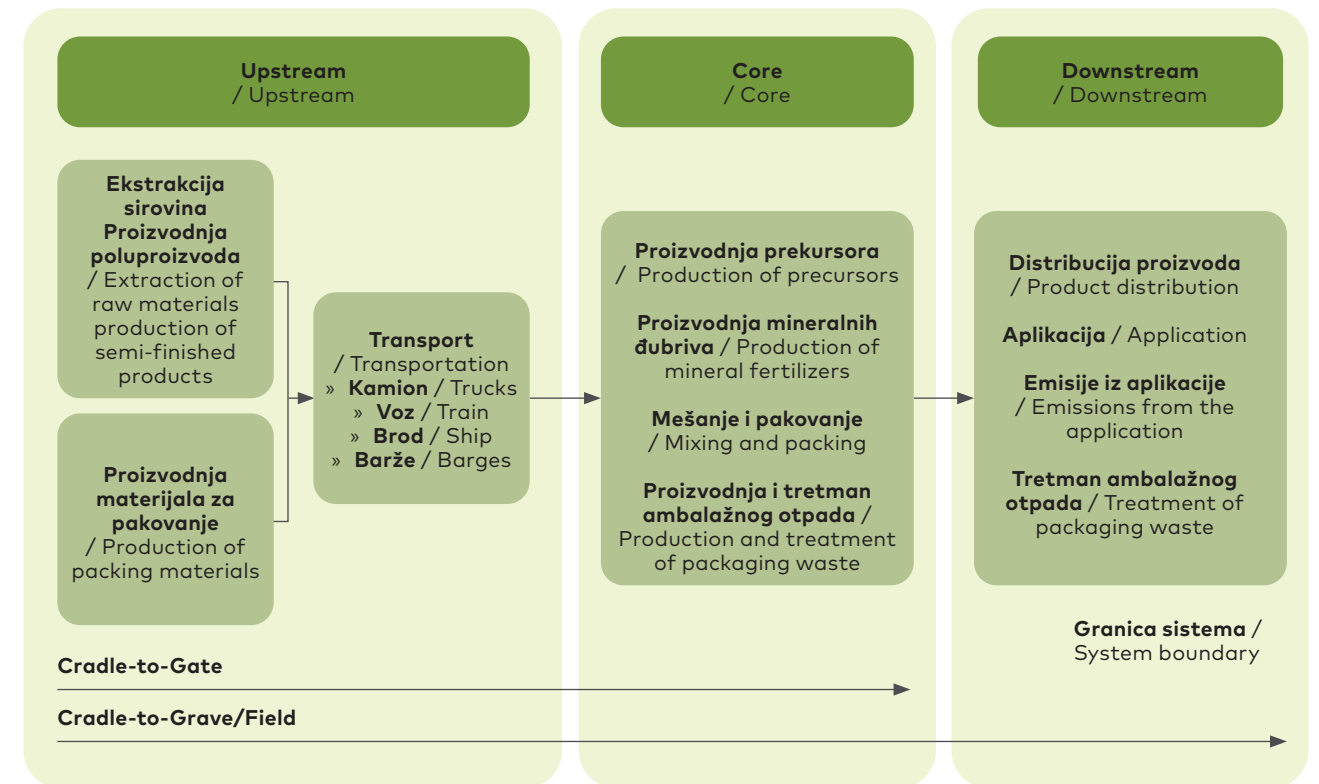 Upstream
/ Upstream
Core
/ Core
Downstream
/ Downstream
Ekstrakcija
sirovina
Proizvodnja
poluproizvoda
/ Extraction of
raw materials
production of
semi-finished
products
Proizvodnja
materijala za
pakovanje
/ Production of
packing materials
Transport
/ Transportation
» Kamion / Trucks
» Voz / Train
» Brod / Ship
» Barže / Barges
Proizvodnja prekursora
/ Production of precursors
Proizvodnja mineralnih
đubriva / Production of
mineral fertilizers
Mešanje i pakovanje
/ Mixing and packing
Proizvodnja i tretman
ambalažnog otpada /
Production and treatment
of packaging waste
Distribucija proizvoda
/ Product distribution
Aplikacija / Application
Emisije iz aplikacije
/ Emissions from the
application
Tretman ambalažnog
otpada / Treatment of
packaging waste
Granica sistema /
System boundary
Cradle-to-Gate
Cradle-to-Grave/Field